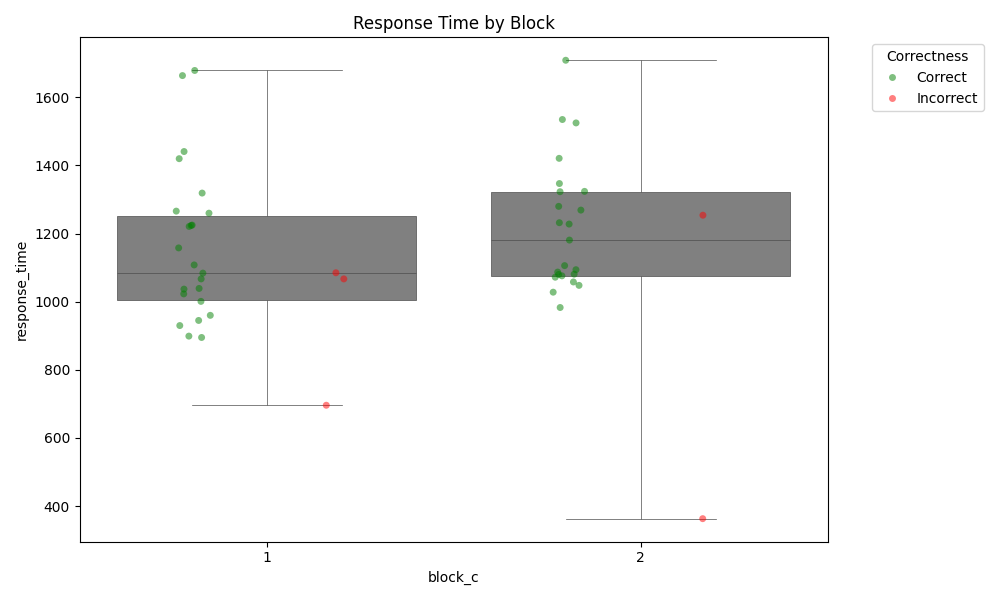 Response Time by Block
Correctness
Correct
Incorrect
1600
1400
1200
1000
800
600
400
response_time
1
2
block_c